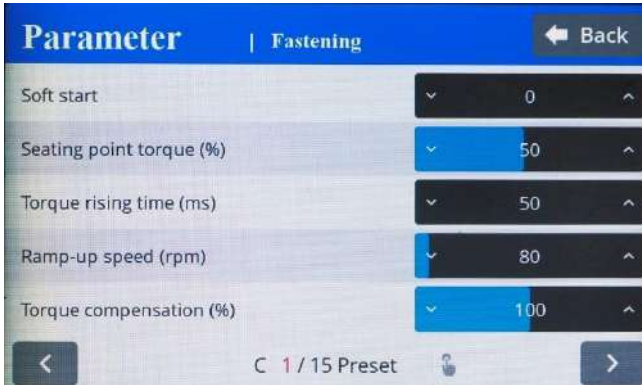 Parameter | Fastening Back
Soft start 0
Seating point torque (%) 50
Torque rising time (ms) 50
Ramp-up speed (rpm) 80
Torque compensation (%) 100
C 1 / 15 Preset